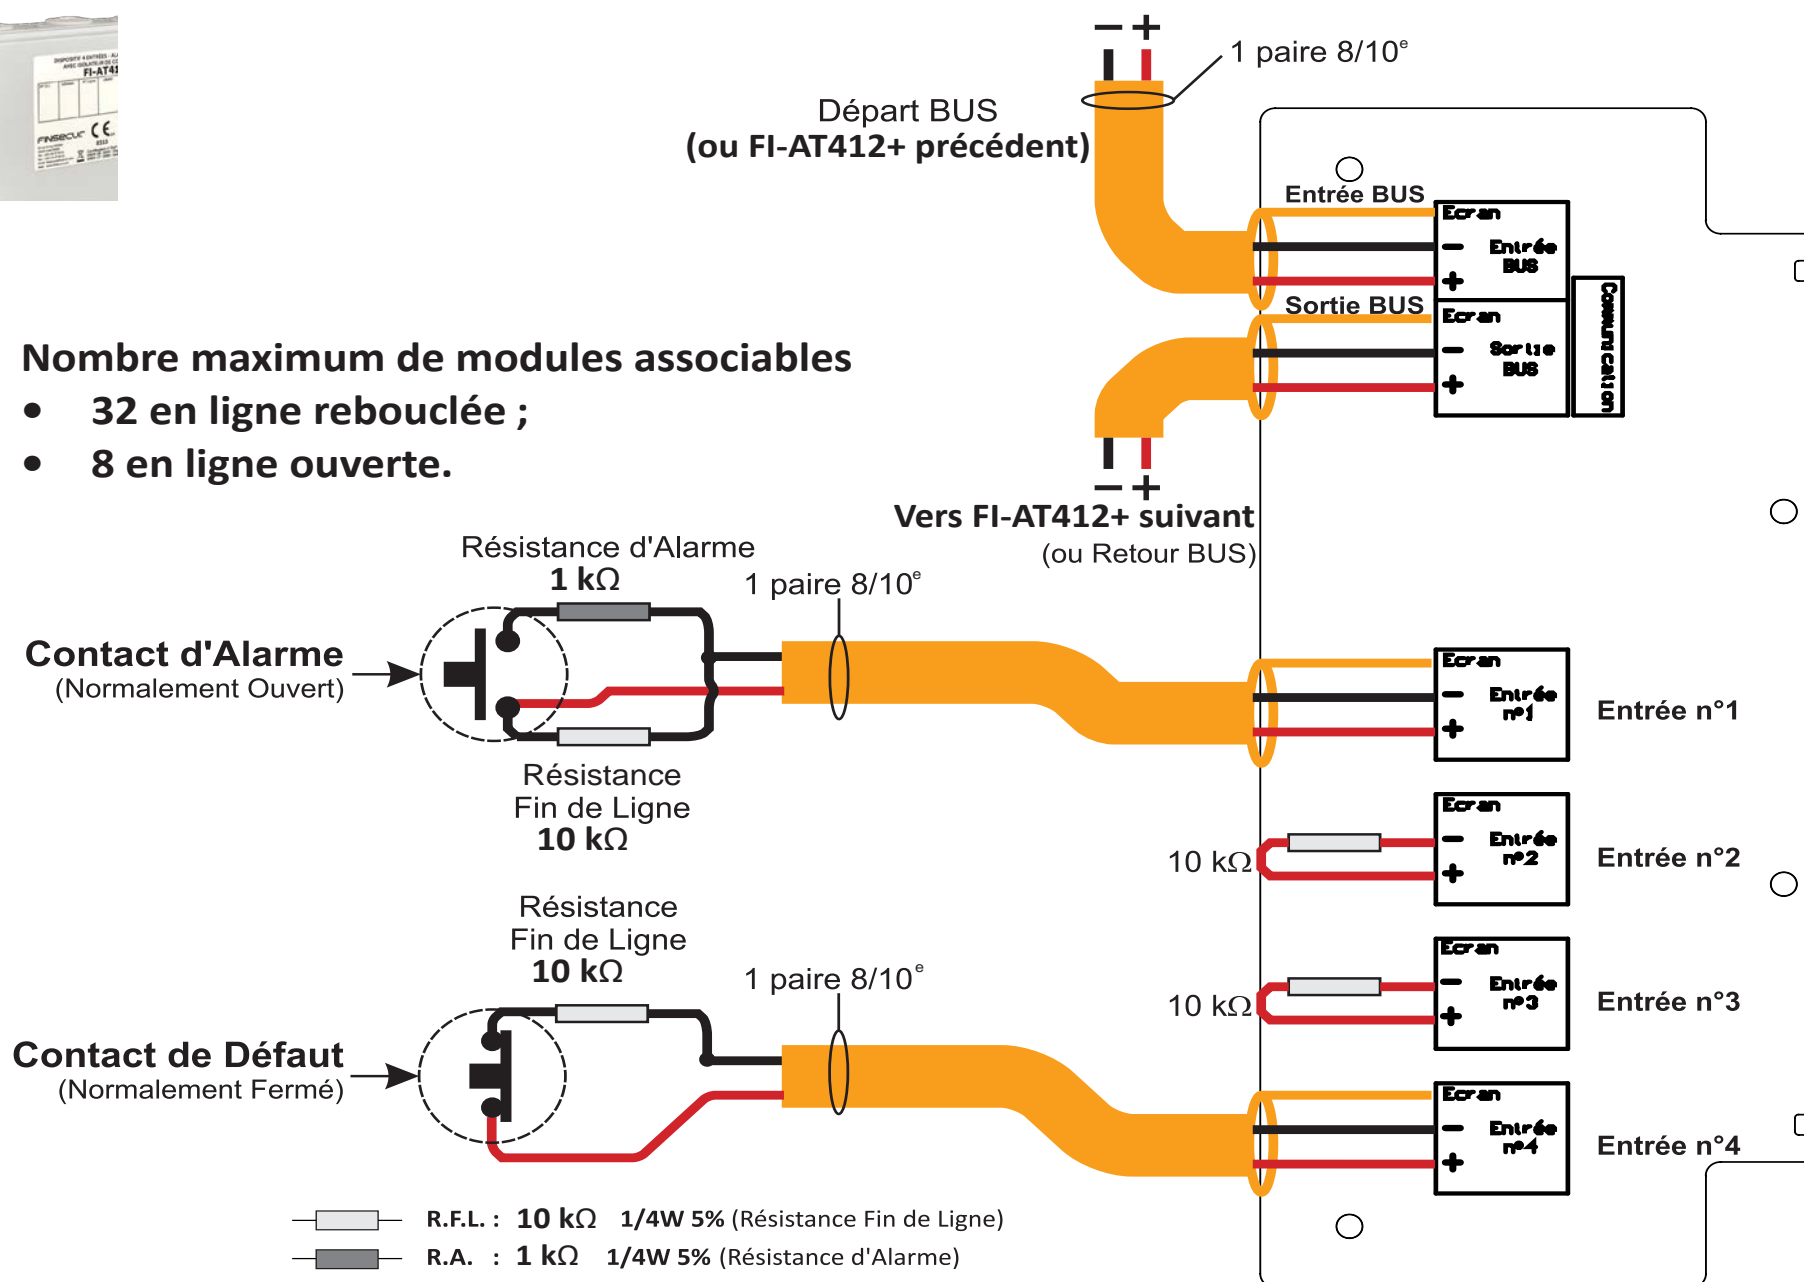 DISPOSITIF 4 ENTRÉES - AL
FI-AT41
FINSECUR CE
− +
1 paire 8/10e
Départ BUS
(ou FI-AT412+ précédent)
Entrée BUS
Ecran
− Entrée
BUS
+
Sortie BUS
Ecran
− Sortie
BUS
+
Communication
Nombre maximum de modules associables
• 32 en ligne rebouclée ;
• 8 en ligne ouverte.
− +
Vers FI-AT412+ suivant
(ou Retour BUS)
Résistance d'Alarme
1 kΩ
1 paire 8/10e
Contact d'Alarme
(Normalement Ouvert)
Résistance
Fin de Ligne
10 kΩ
Ecran
− Entrée
n°1
+
Entrée n°1
10 kΩ
Ecran
− Entrée
n°2
+
Entrée n°2
Résistance
Fin de Ligne
10 kΩ
1 paire 8/10e
10 kΩ
Ecran
− Entrée
n°3
+
Entrée n°3
Contact de Défaut
(Normalement Fermé)
Ecran
− Entrée
n°4
+
Entrée n°4
R.F.L. : 10 kΩ 1/4W 5% (Résistance Fin de Ligne)
R.A. : 1 kΩ 1/4W 5% (Résistance d'Alarme)